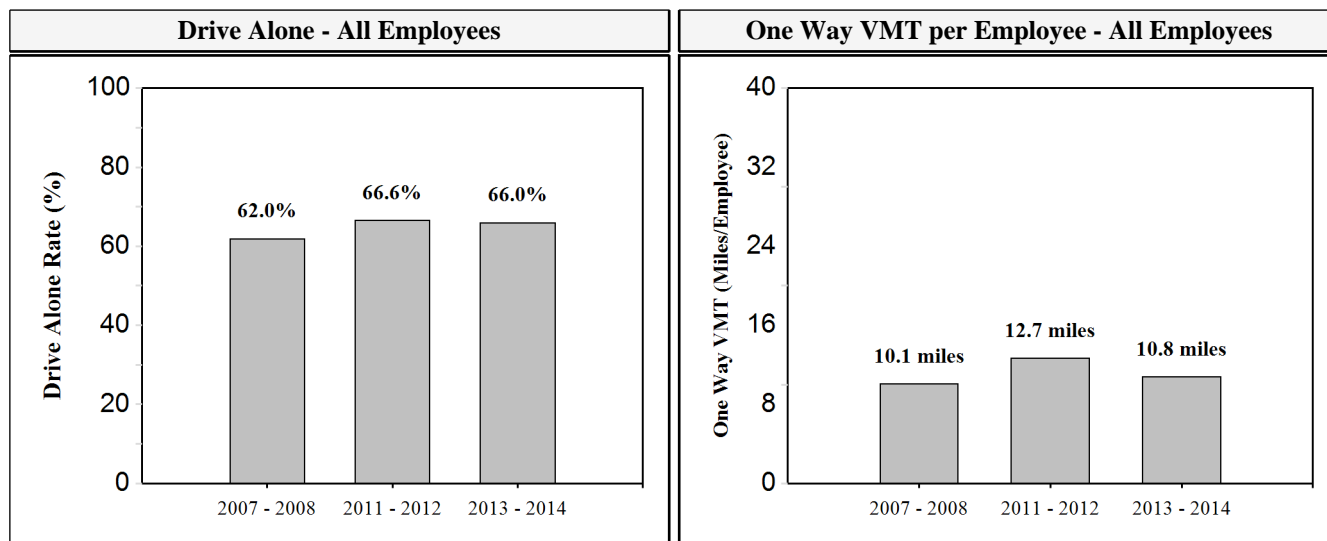 Drive Alone - All Employees
Drive Alone Rate (%)
100
80
60
40
20
0
62.0%
66.6%
66.0%
2007 - 2008
2011 - 2012
2013 - 2014
One Way VMT per Employee - All Employees
One Way VMT (Miles/Employee)
40
32
24
16
8
0
10.1 miles
12.7 miles
10.8 miles
2007 - 2008
2011 - 2012
2013 - 2014